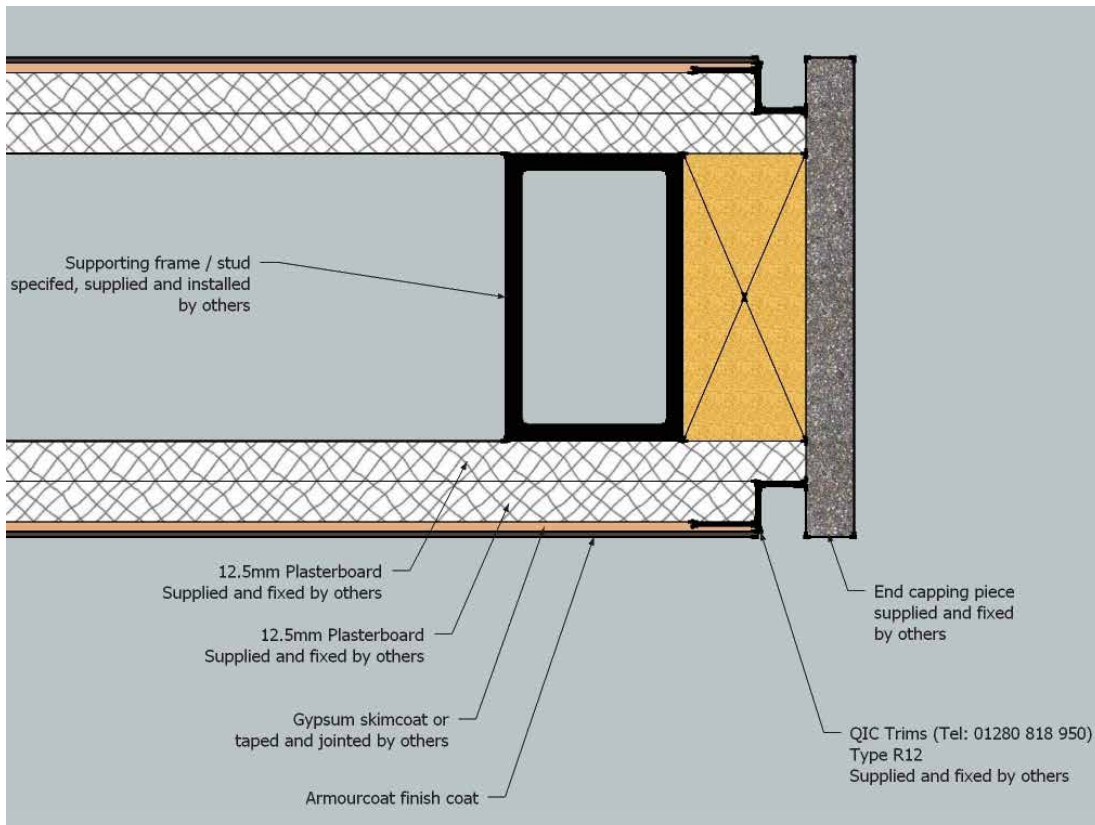 Supporting frame / stud
specifed, supplied and installed
by others
12.5mm Plasterboard
Supplied and fixed by others
12.5mm Plasterboard
Supplied and fixed by others
Gypsum skimcoat or
taped and jointed by others
Armourcoat finish coat
End capping piece
supplied and fixed
by others
QIC Trims (Tel: 01280 818 950)
Type R12
Supplied and fixed by others